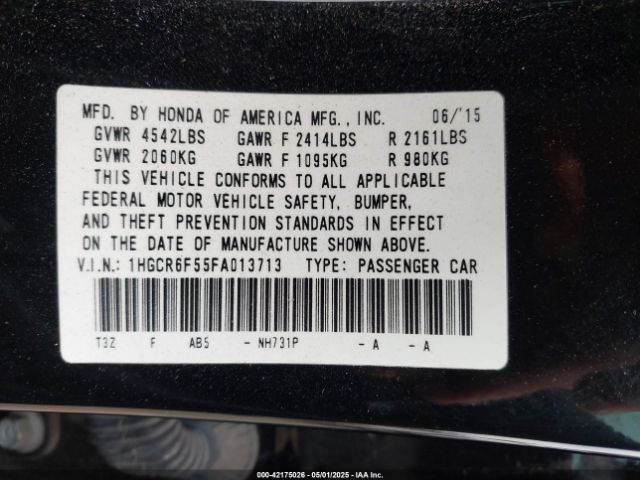 MFD. BY HONDA OF AMERICA MFG., INC. 06/'15
GVWR 4542LBS GAWR F 2414LBS R 2161LBS
GVWR 2060KG GAWR F 1095KG R 980KG
THIS VEHICLE CONFORMS TO ALL APPLICABLE
FEDERAL MOTOR VEHICLE SAFETY, BUMPER,
AND THEFT PREVENTION STANDARDS IN EFFECT
ON THE DATE OF MANUFACTURE SHOWN ABOVE.
V.I.N.: 1HGCR6F55FA013713 TYPE: PASSENGER CAR
T3Z F AB5 - NH731P - A - A
000-42175026 - 05/01/2025 - IAA Inc.